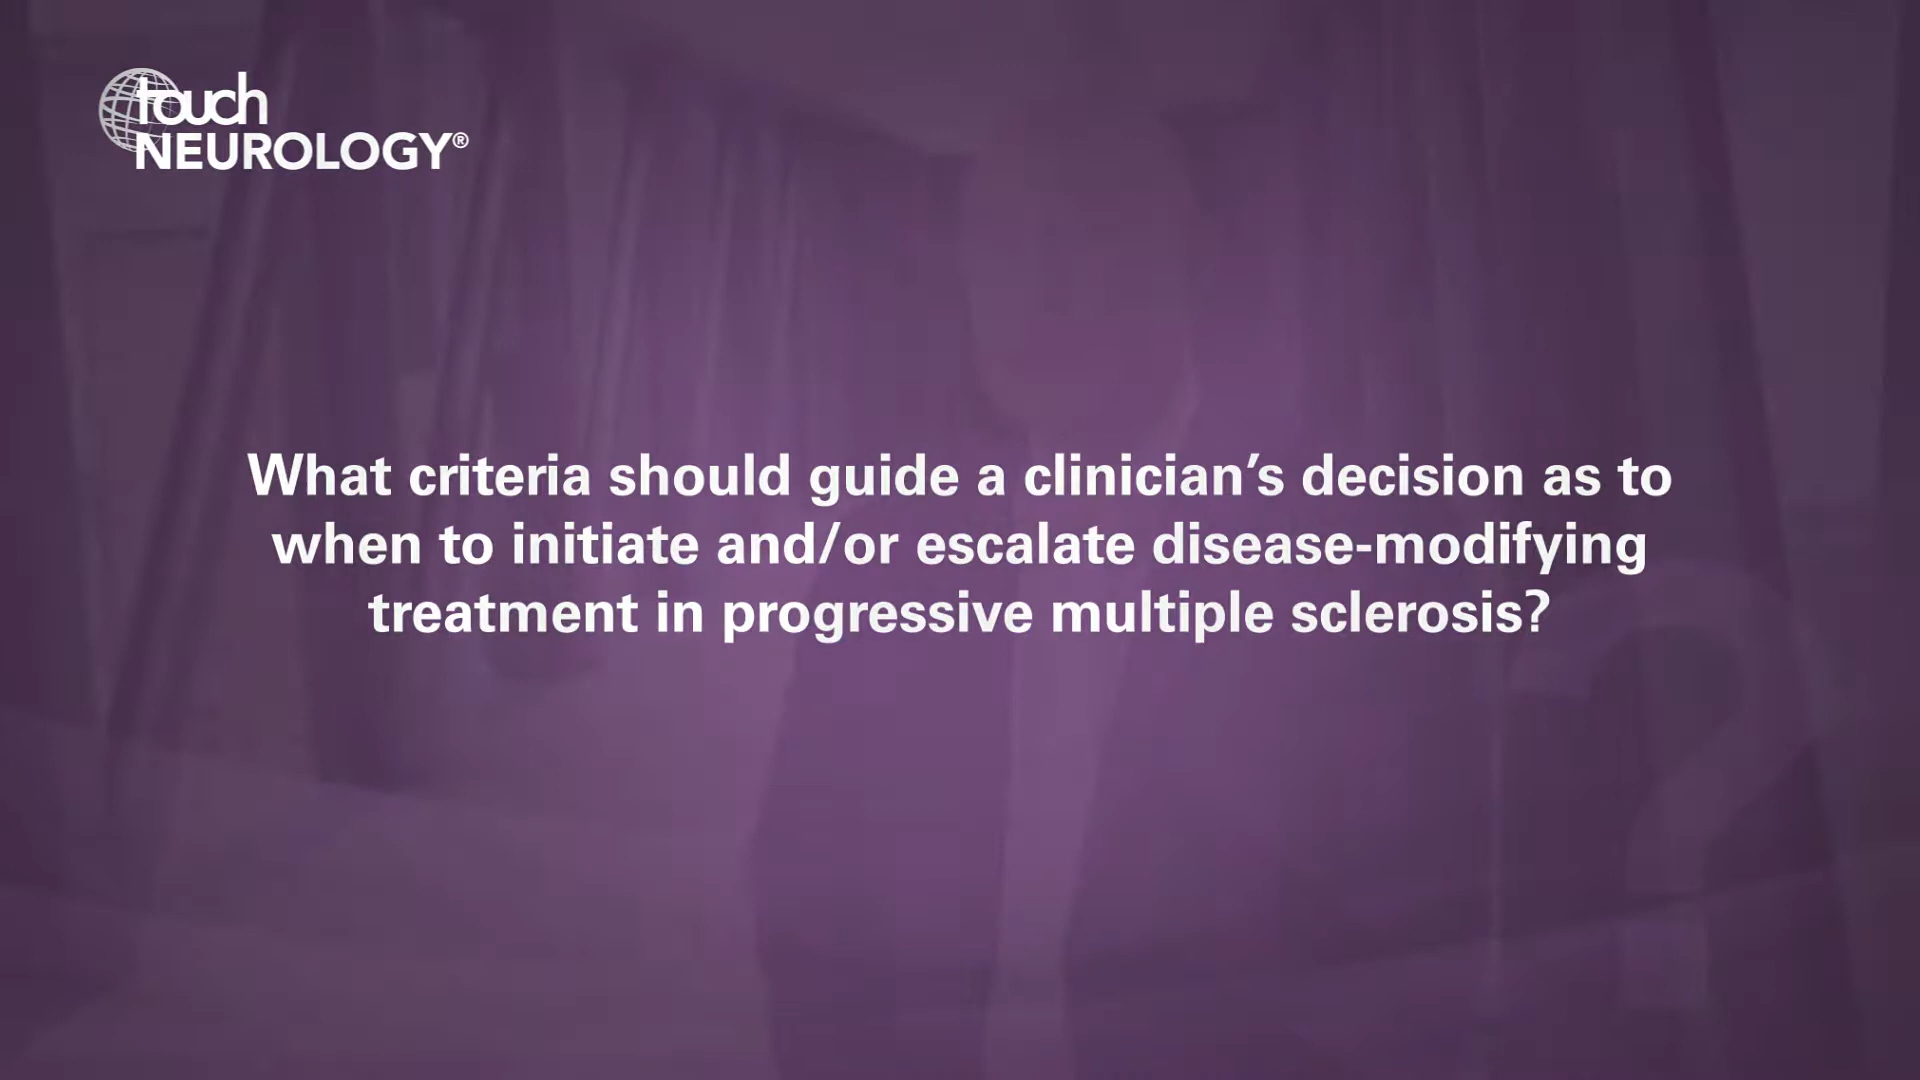 touch
NEUROLOGY®
What criteria should guide a clinician’s decision as to
when to initiate and/or escalate disease-modifying
treatment in progressive multiple sclerosis?